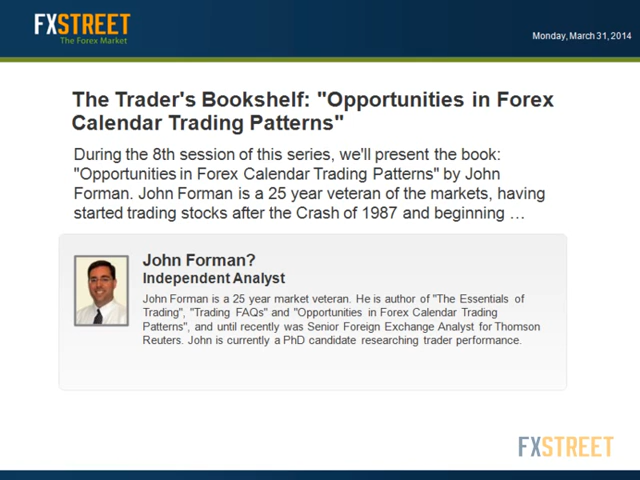 FXSTREET
The Forex Market
Monday, March 31, 2014
The Trader's Bookshelf: "Opportunities in Forex
Calendar Trading Patterns"
During the 8th session of this series, we'll present the book:
"Opportunities in Forex Calendar Trading Patterns" by John
Forman. John Forman is a 25 year veteran of the markets, having
started trading stocks after the Crash of 1987 and beginning ...
John Forman?
Independent Analyst
John Forman is a 25 year market veteran. He is author of "The Essentials of
Trading", "Trading FAQs" and "Opportunities in Forex Calendar Trading
Patterns", and until recently was Senior Foreign Exchange Analyst for Thomson
Reuters. John is currently a PhD candidate researching trader performance.
FXSTREET